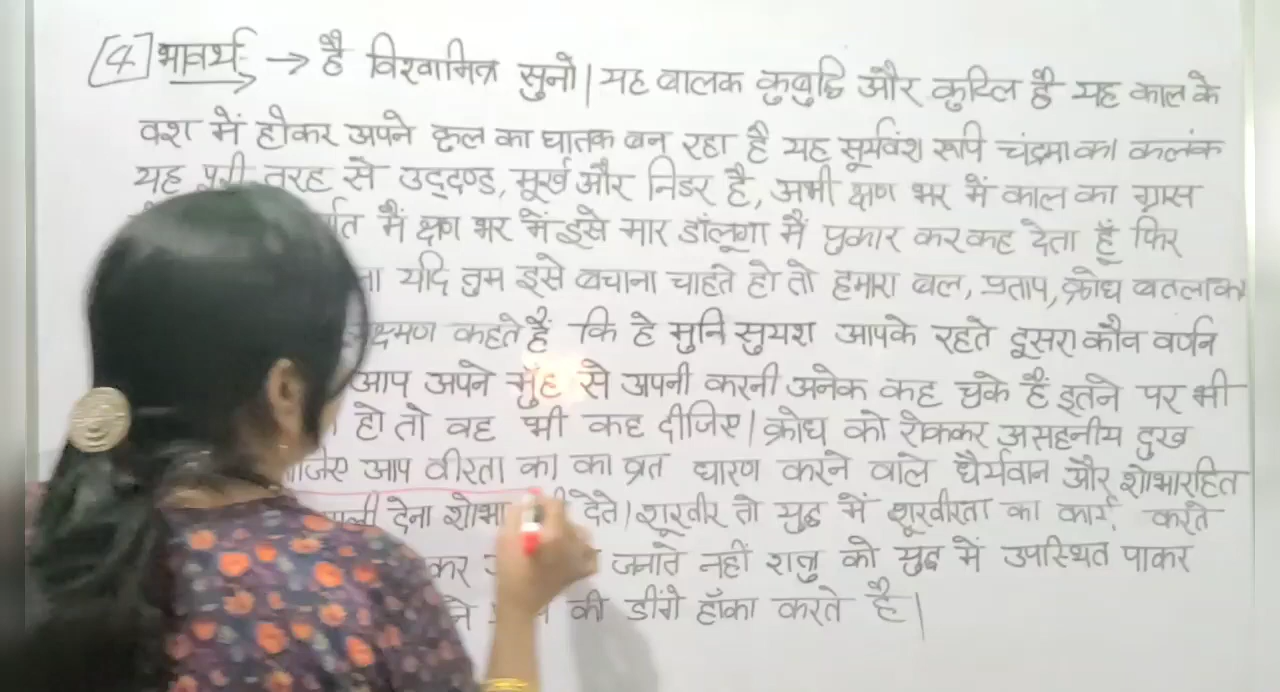 [4] भावर्थ → है विश्वामित्र सुनो। यह बालक कुबुद्धि और कुटिल है यह काल के
वश में होकर अपने कुल का घातक बन रहा है यह सूर्यवंश रूपि चंद्रमा का कलंक
यह पूरी तरह से उद्दण्ड, मूर्ख और निडर है, अभी क्षण भर में काल का ग्रास
मैं क्षण भर में इसे मार डाँलूगा मैं पुकार कर कह देता हूँ फिर
यदि तुम इसे बचाना चाहते हो तो हमारा बल, प्रताप, क्रोध बतलाक
कहते हैं कि हे मुनि सुयश आपके रहते दूसरा कौन वर्णन
आप अपने मुँह से अपनी करनी अनेक कह चुके हैं इतने पर भी
हो तो वह भी कह दीजिए। क्रोध को रोककर असहनीय दुख
आप वीरता का का व्रत धारण करने वाले धैर्यवान और शोभारहित
देना देते। शूरवीर तो युद्ध में शूरवीरता का कार्य करते
कर जनाते नहीं शत्रु को युद्ध में उपस्थित पाकर
की डींगे हाँका करते है।